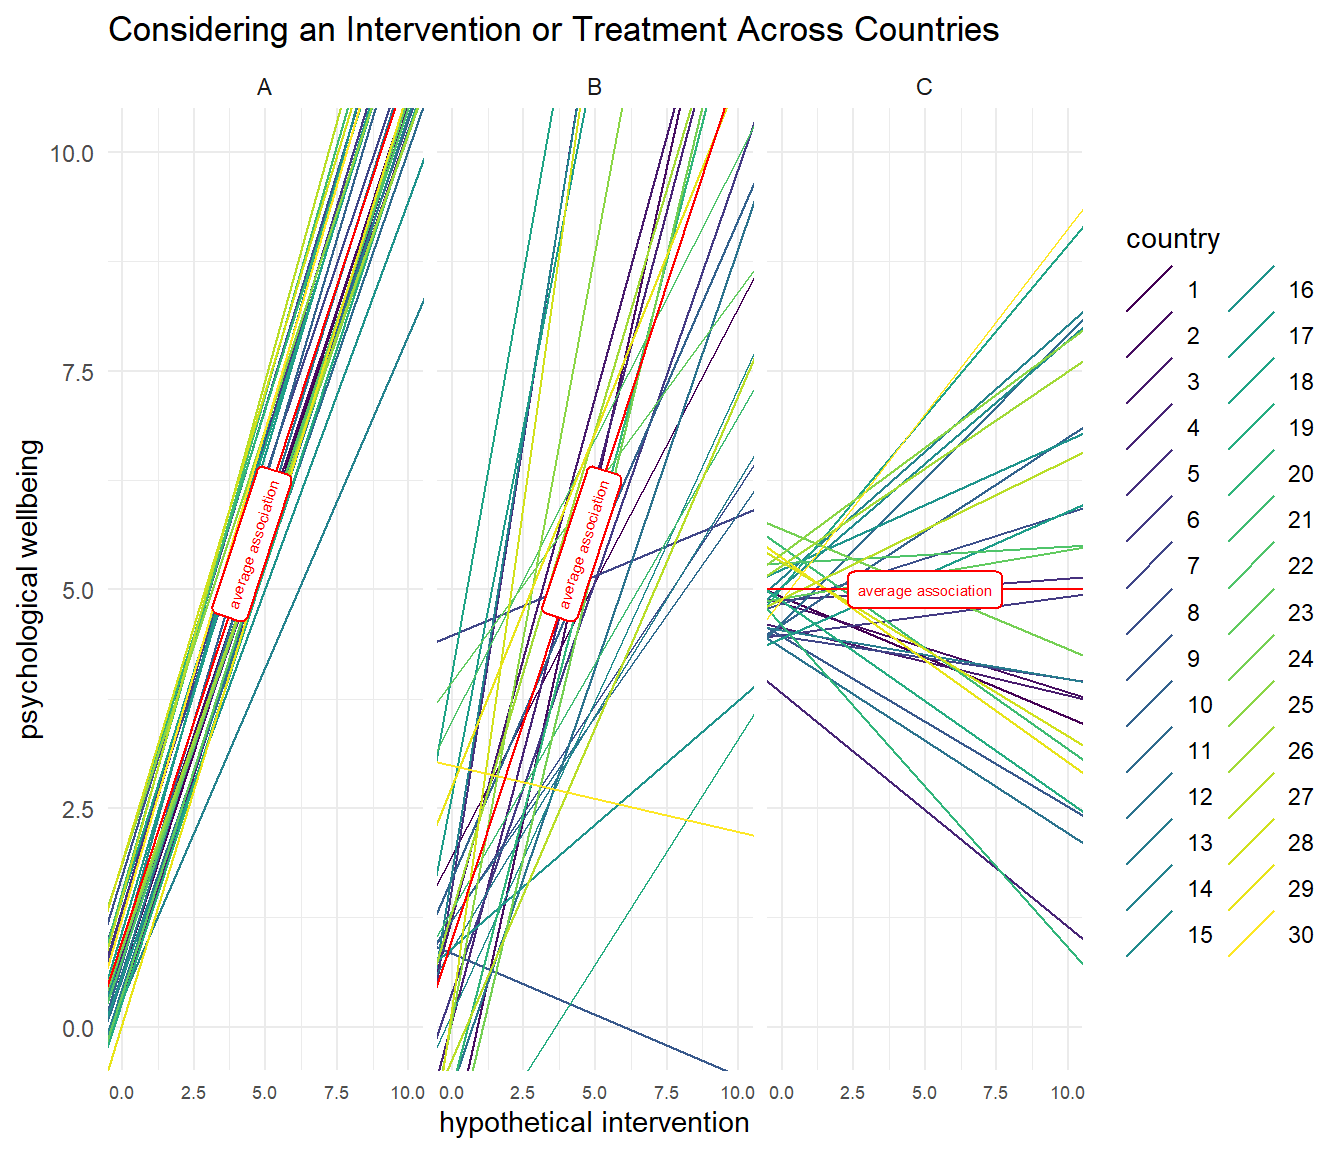 Considering an Intervention or Treatment Across Countries
A
B
C
10.0
7.5
5.0
2.5
0.0
psychological wellbeing
average association
average association
average association
0.0 2.5 5.0 7.5 10.0
0.0 2.5 5.0 7.5 10.0
0.0 2.5 5.0 7.5 10.0
hypothetical intervention
country
1
2
3
4
5
6
7
8
9
10
11
12
13
14
15
16
17
18
19
20
21
22
23
24
25
26
27
28
29
30